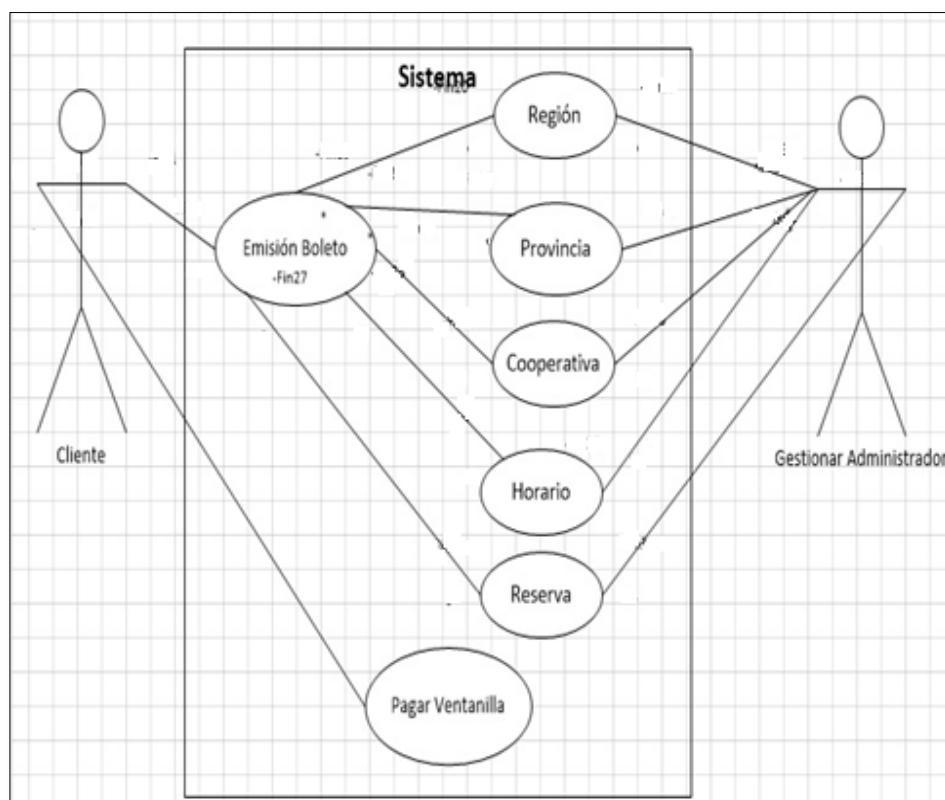 Sistema
Región
Emisión Boleto
-Fin27
Provincia
Cooperativa
Cliente
Gestionar Administrador
Horario
Reserva
Pagar Ventanilla